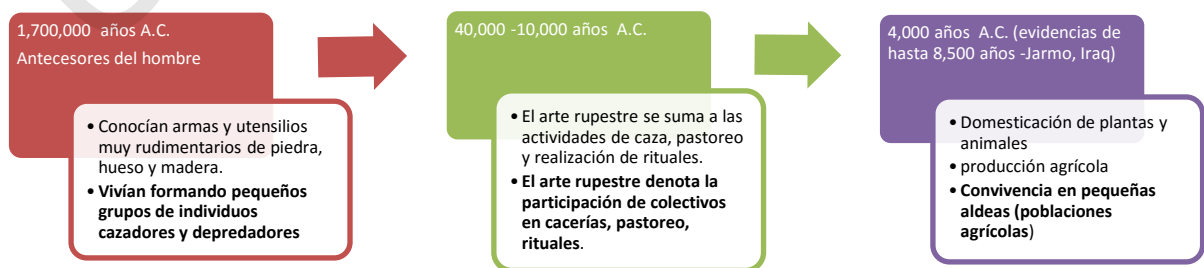 1,700,000  años A.C.
Antecesores del hombre
• Conocían armas y utensilios
muy rudimentarios de piedra,
hueso y madera.
• Vivían formando pequeños
grupos de individuos
cazadores y depredadores
40,000 -10,000 años  A.C.
• El arte rupestre se suma a las
actividades de caza, pastoreo
y realización de rituales.
• El arte rupestre denota la
participación de colectivos
en cacerías, pastoreo,
rituales.
4,000 años  A.C. (evidencias de
hasta 8,500 años -Jarmo, Iraq)
• Domesticación de plantas y
animales
• producción agrícola
• Convivencia en pequeñas
aldeas (poblaciones
agrícolas)